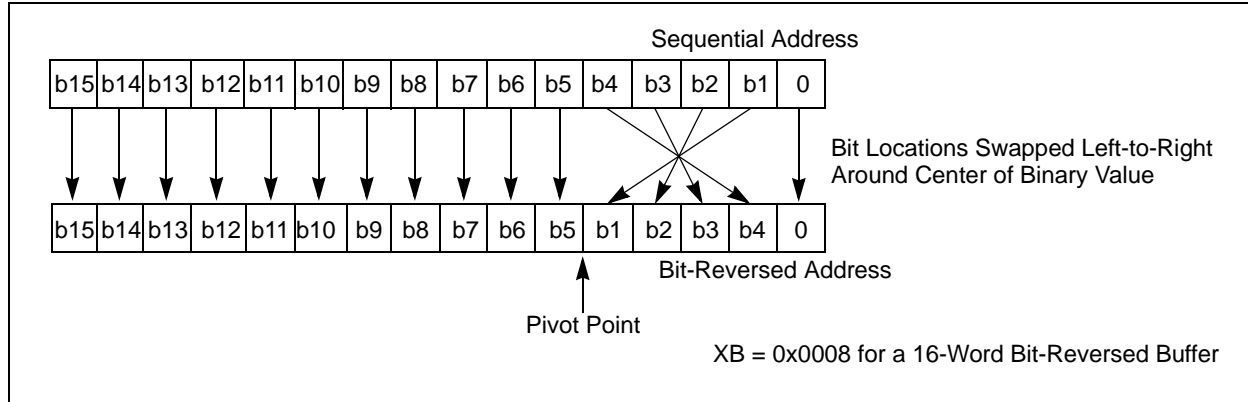 Sequential Address
b15 b14 b13 b12 b11 b10 b9 b8 b7 b6 b5 b4 b3 b2 b1 0
Bit Locations Swapped Left-to-Right
Around Center of Binary Value
b15 b14 b13 b12 b11 b10 b9 b8 b7 b6 b5 b1 b2 b3 b4 0
Bit-Reversed Address
Pivot Point
XB = 0x0008 for a 16-Word Bit-Reversed Buffer